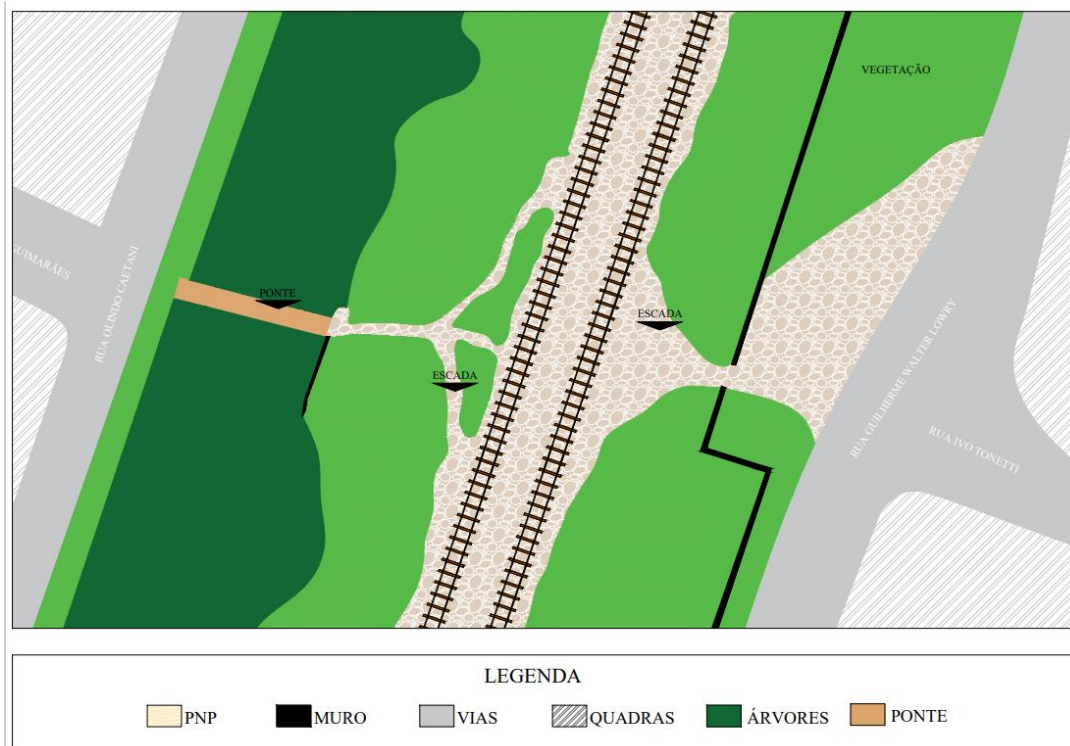 VEGETAÇÃO
GUIMARÃES
RUA OLINDO CAETANI
PONTE
ESCADA
ESCADA
RUA GUILHERME WALTER LOWRY
RUA IVO TONETTI
LEGENDA
PNP
MURO
VIAS
QUADRAS
ÁRVORES
PONTE